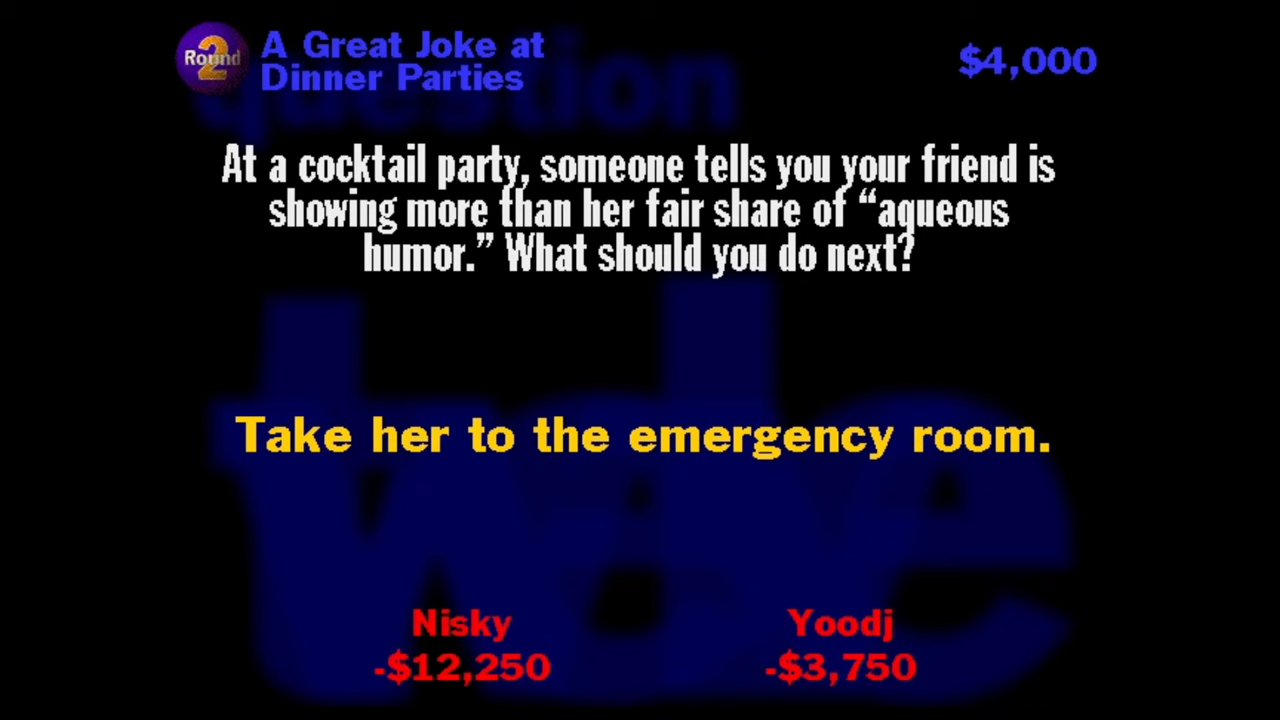 Round 2
A Great Joke at
Dinner Parties
$4,000
question
At a cocktail party, someone tells you your friend is
showing more than her fair share of “aqueous
humor.” What should you do next?
twelve
Take her to the emergency room.
Nisky
Yoodj
-$12,250
-$3,750